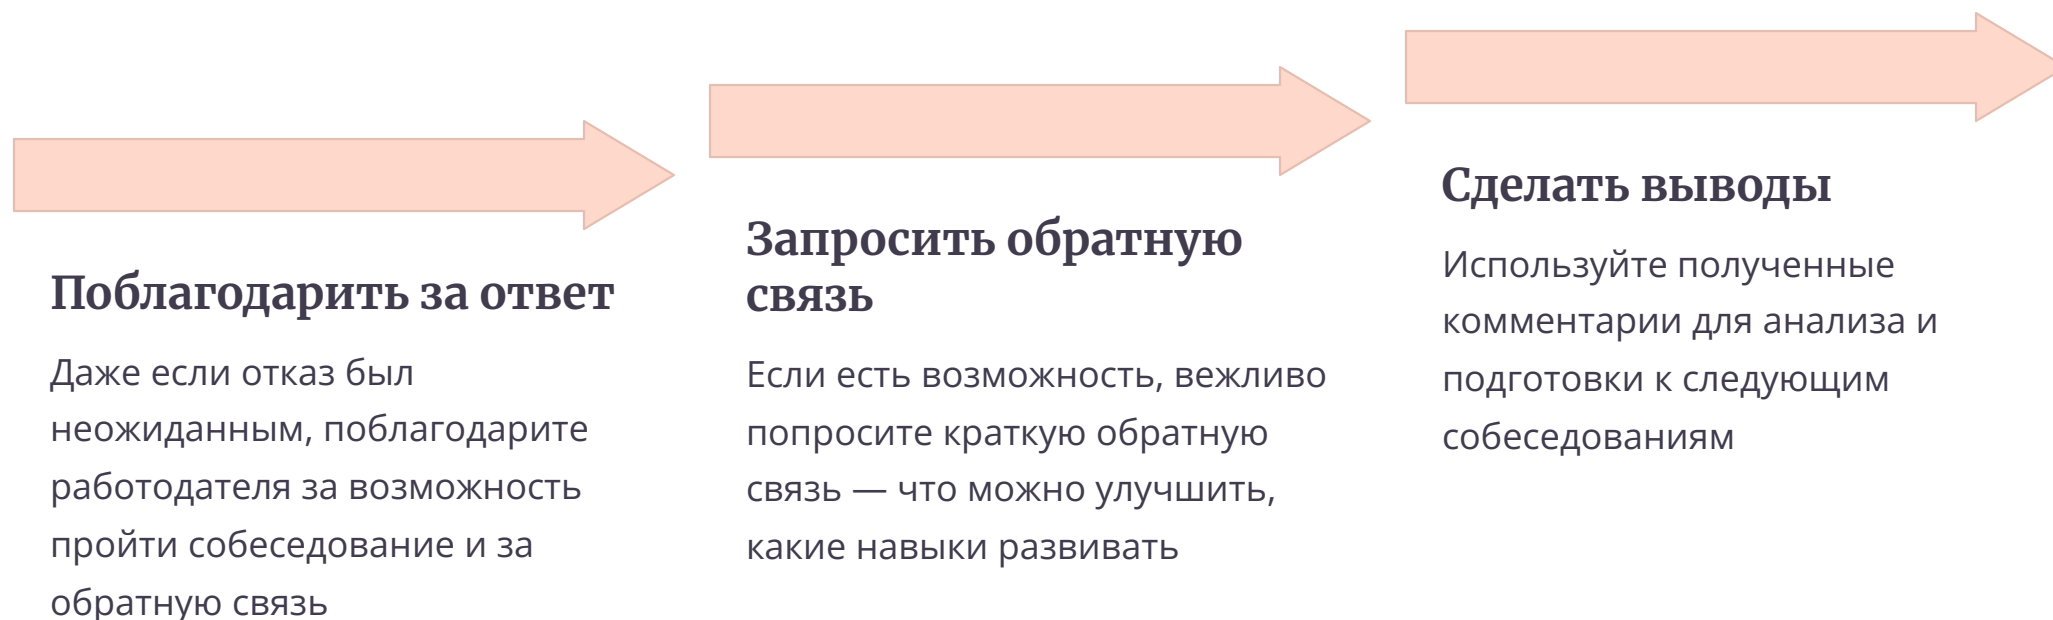 Поблагодарить за ответ
Даже если отказ был
неожиданным, поблагодарите
работодателя за возможность
пройти собеседование и за
обратную связь
Запросить обратную
связь
Если есть возможность, вежливо
попросите краткую обратную
связь — что можно улучшить,
какие навыки развивать
Сделать выводы
Используйте полученные
комментарии для анализа и
подготовки к следующим
собеседованиям